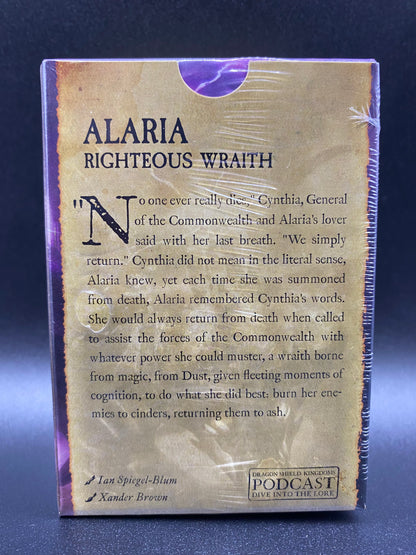 ALARIA
RIGHTEOUS WRAITH
"No one ever really dies," Cynthia, General
of the Commonwealth and Alaria's lover
said with her last breath. "We simply
return." Cynthia did not mean in the literal sense,
Alaria knew, yet each time she was summoned
from death, Alaria remembered Cynthia's words.
She would always return from death when called
to assist the forces of the Commonwealth with
whatever power she could muster, a wraith borne
from magic, from Dust, given fleeting moments of
cognition, to do what she did best: burn her ene-
mies to cinders, returning them to ash.
Ian Spiegel-Blum
Xander Brown
DRAGON SHIELD: KINGDOMS
PODCAST
DIVE INTO THE LORE